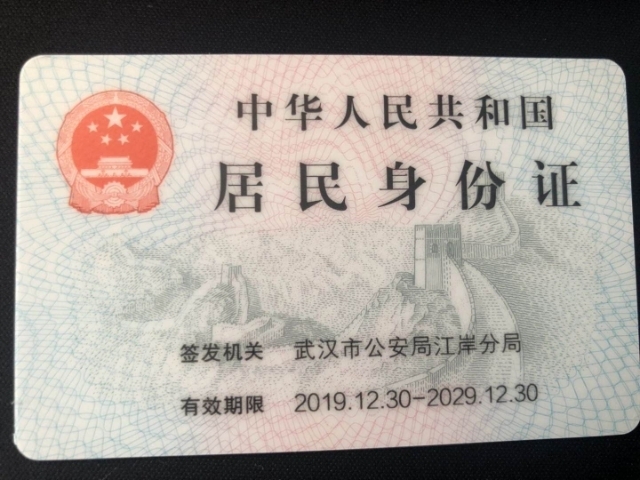 中华人民共和国
居民身份证
签发机关 武汉市公安局江岸分局
有效期限 2019.12.30-2029.12.30